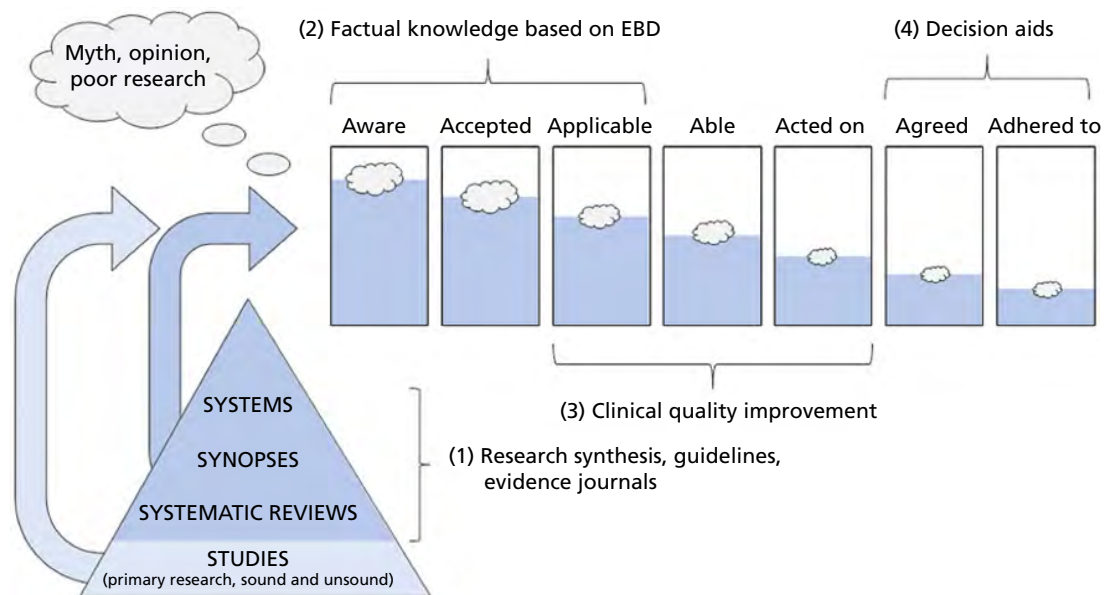 (2) Factual knowledge based on EBD
(4) Decision aids
Myth, opinion,
poor research
Aware
Accepted
Applicable
Able
Acted on
Agreed
Adhered to
(3) Clinical quality improvement
SYSTEMS
SYNOPSES
SYSTEMATIC REVIEWS
(1) Research synthesis, guidelines,
evidence journals
STUDIES
(primary research, sound and unsound)